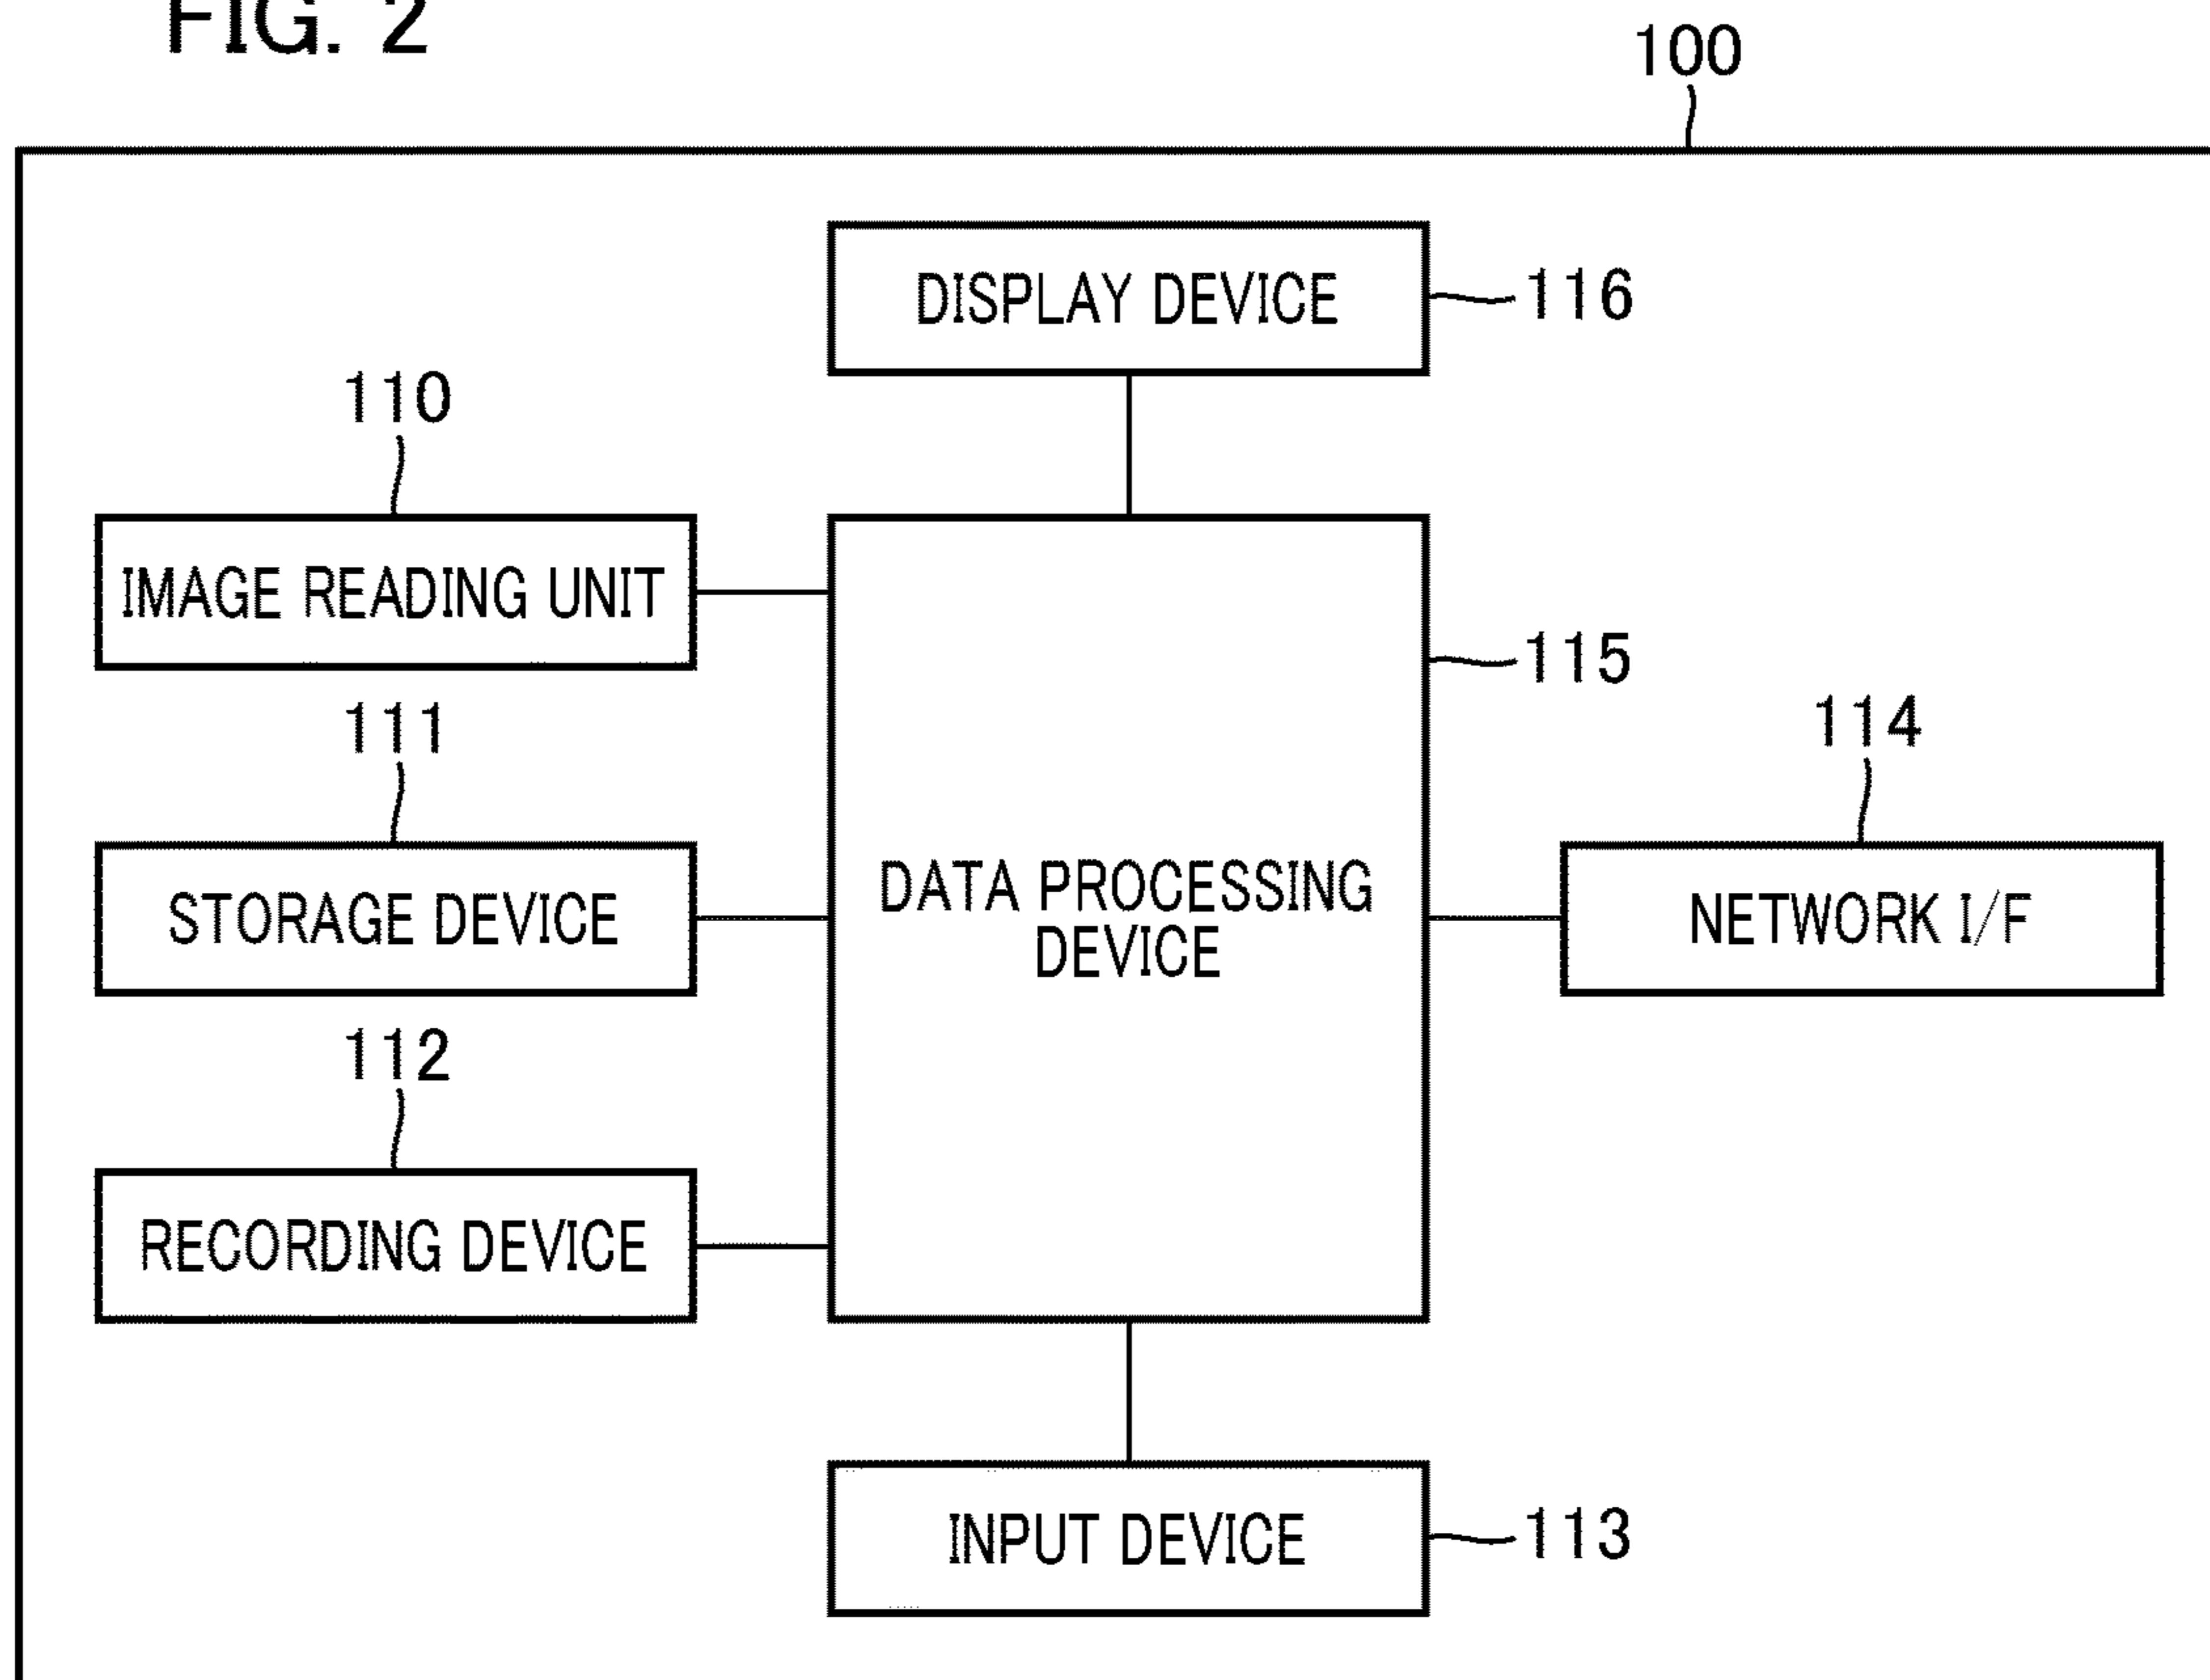 FIG. 2
100
DISPLAY DEVICE
116
110
IMAGE READING UNIT
115
111
114
STORAGE DEVICE
DATA PROCESSING
DEVICE
NETWORK I/F
112
RECORDING DEVICE
INPUT DEVICE
113